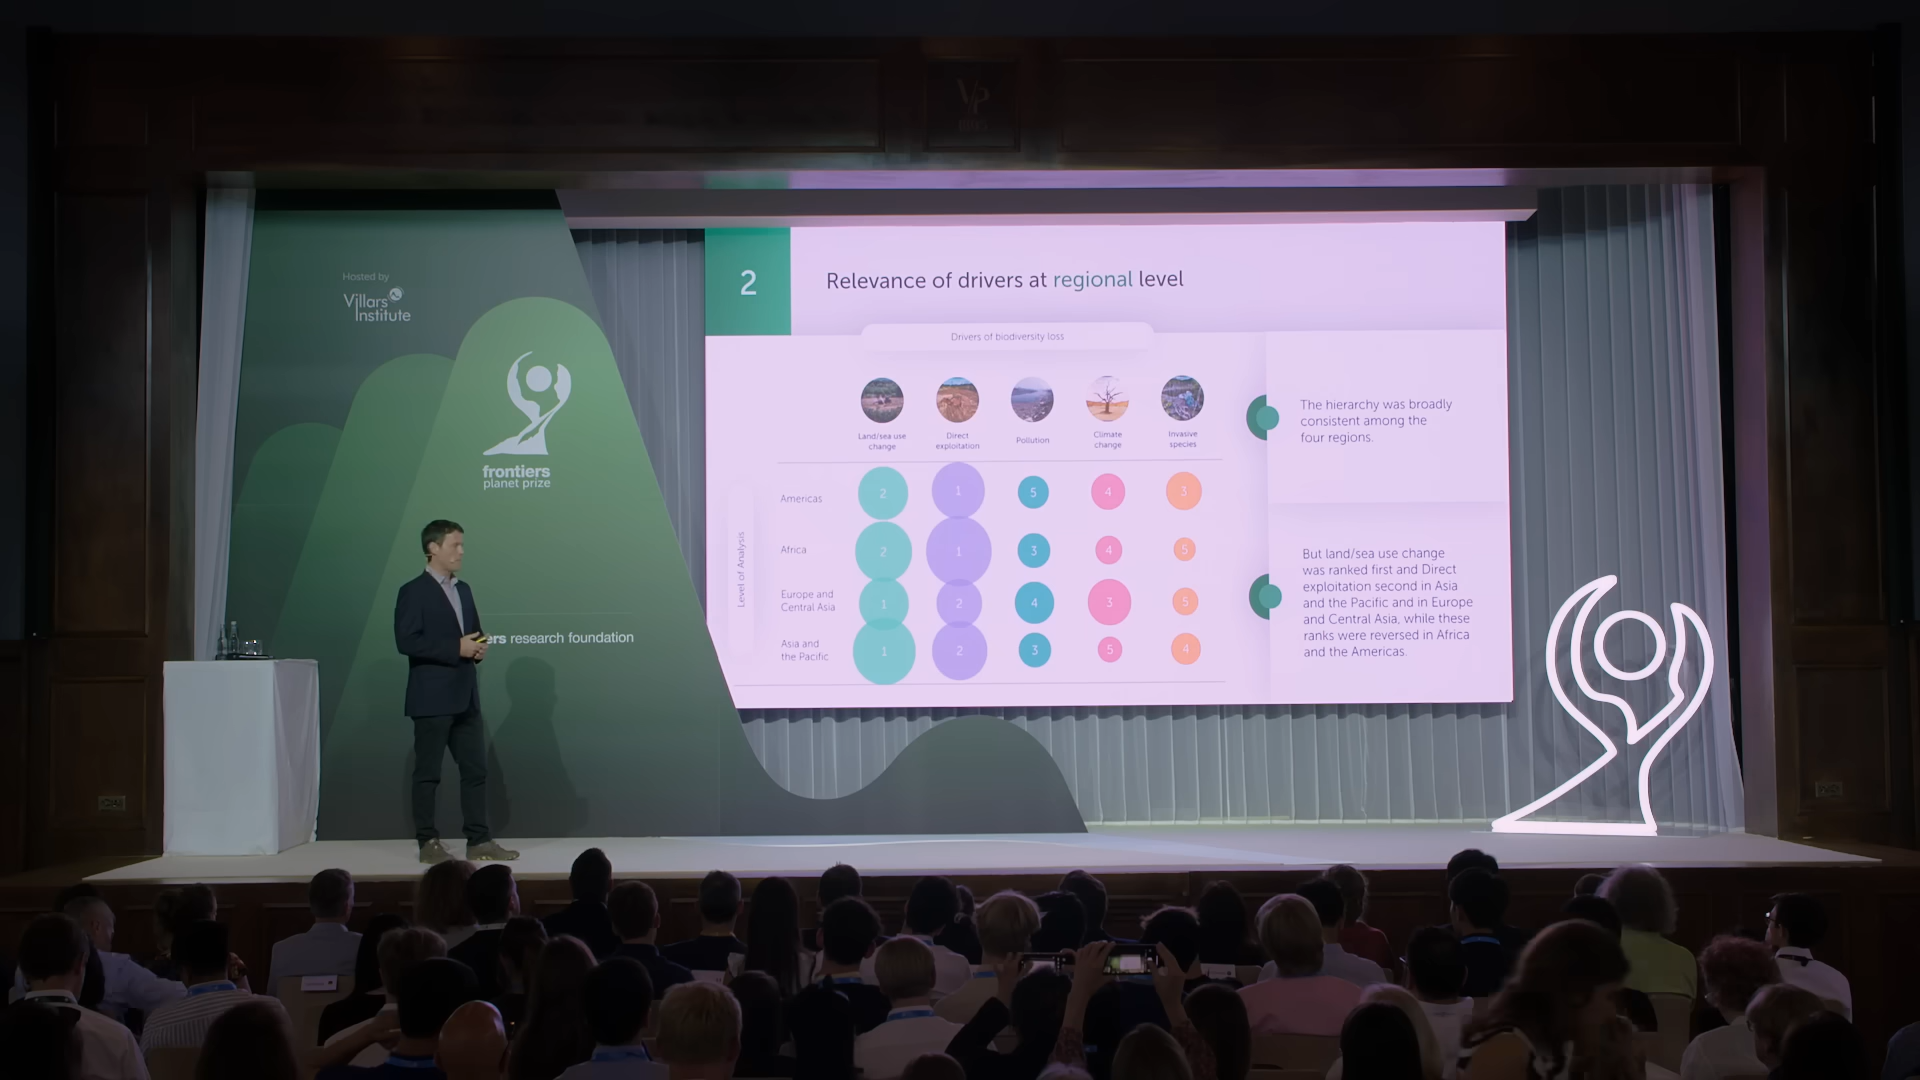 VP
Hosted by
Villars
Institute
frontiers
planet prize
ers research foundation
2
Relevance of drivers at regional level
Drivers of biodiversity loss
Land/sea use
change
Direct
exploitation
Pollution
Climate
change
Invasive
species
Level of Analysis
Americas
2
1
5
4
3
Africa
2
1
3
4
5
Europe and
Central Asia
1
2
4
3
5
Asia and
the Pacific
1
2
3
5
4
The hierarchy was broadly
consistent among the
four regions.
But land/sea use change
was ranked first and Direct
exploitation second in Asia
and the Pacific and in Europe
and Central Asia, while these
ranks were reversed in Africa
and the Americas.